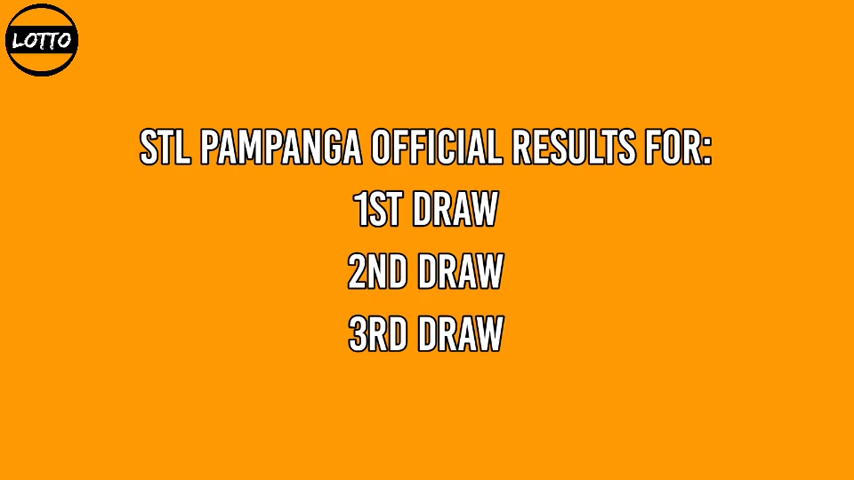 LOTTO
STL PAMPANGA OFFICIAL RESULTS FOR:
1ST DRAW
2ND DRAW
3RD DRAW